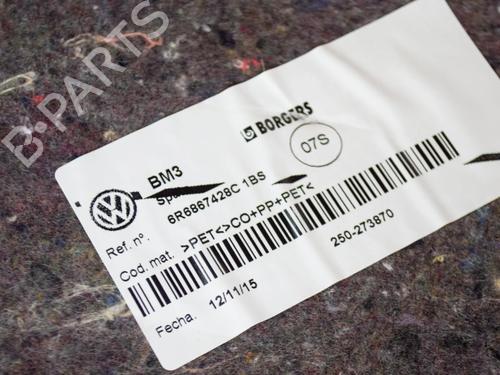 B-PARTS
BORGERS
07S
BM3
6R6867428C 1BS
Ref. nº.
Cod. mat. >PET<>CO+PP+PET<
250-273870
Fecha. 12/11/15